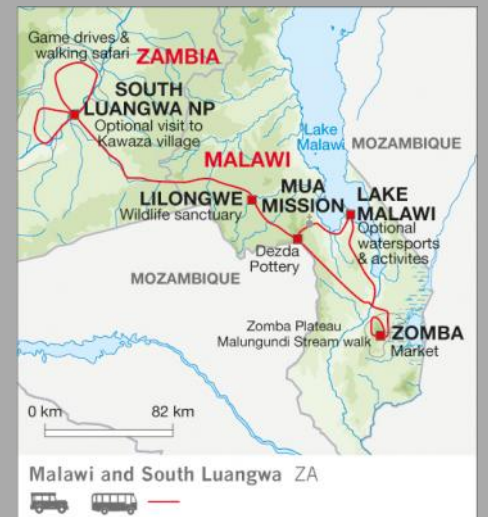 Game drives &
walking safari
ZAMBIA
SOUTH
LUANGWA NP
Optional visit to
Kawaza village
Lake
Malawi
MOZAMBIQUE
MALAWI
MUA
MISSION
LAKE
MALAWI
Optional
watersports
& activites
LILONGWE
Wildlife sanctuary
Dezda
Pottery
MOZAMBIQUE
Zomba Plateau
Malungundi Stream walk
ZOMBA
Market
0 km 82 km
Malawi and South Luangwa ZA